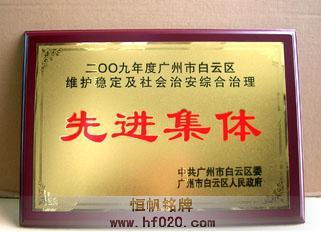 二〇〇九年度广州市白云区
维护稳定及社会治安综合治理
先进集体
中共广州市白云区委
广州市白云区人民政府
恒帆铭牌
www.hf020.com